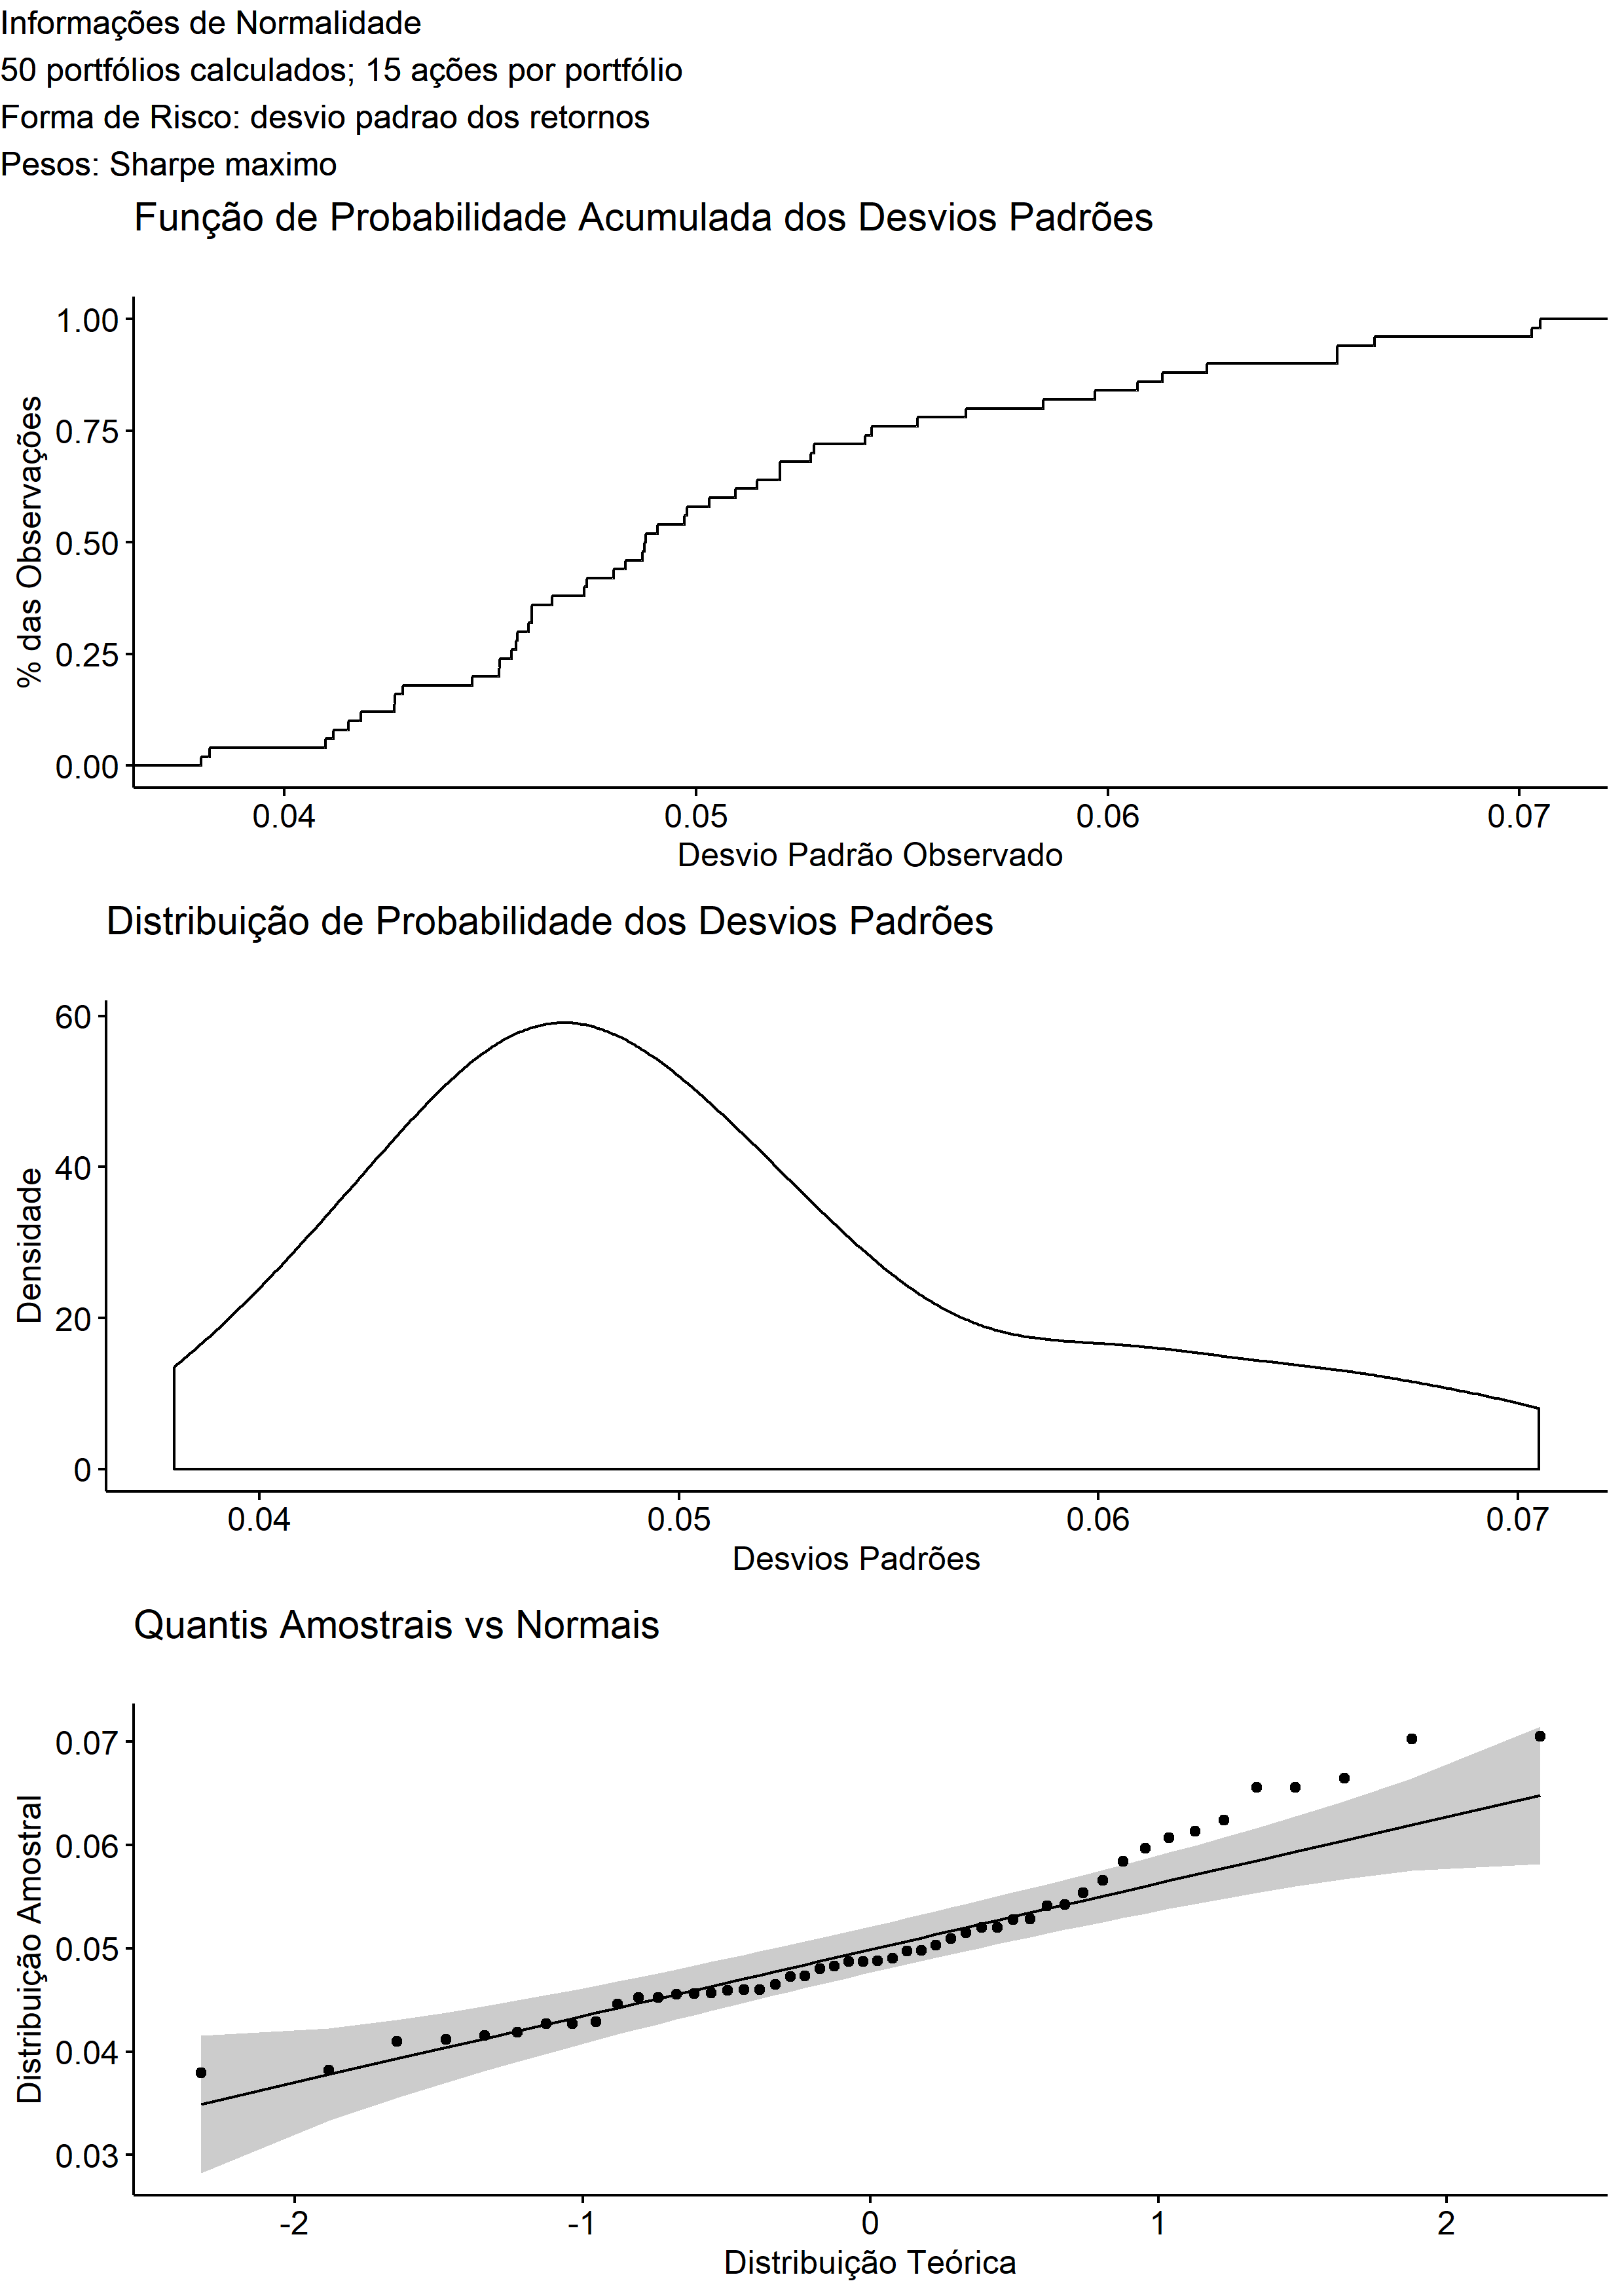 Informações de Normalidade
50 portfólios calculados; 15 ações por portfólio
Forma de Risco: desvio padrao dos retornos
Pesos: Sharpe maximo
Função de Probabilidade Acumulada dos Desvios Padrões
% das Observações
1.00
0.75
0.50
0.25
0.00
0.04 0.05 0.06 0.07
Desvio Padrão Observado
Distribuição de Probabilidade dos Desvios Padrões
Densidade
60
40
20
0
0.04 0.05 0.06 0.07
Desvios Padrões
Quantis Amostrais vs Normais
Distribuição Amostral
0.07
0.06
0.05
0.04
0.03
-2 -1 0 1 2
Distribuição Teórica